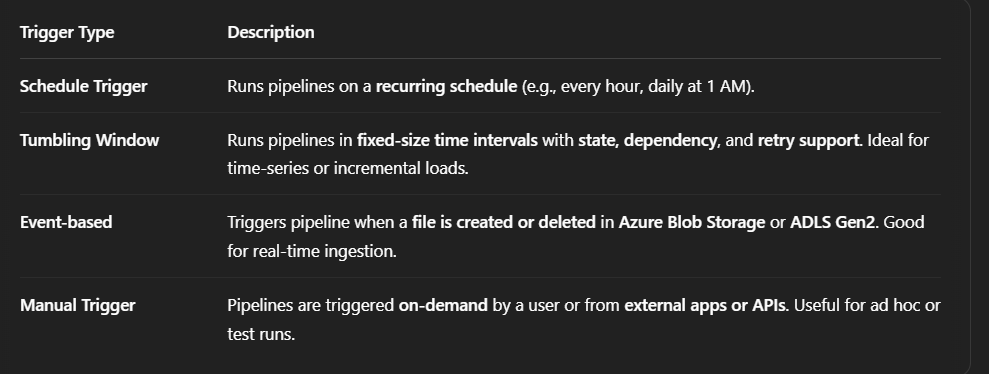 Trigger Type Description
Schedule Trigger Runs pipelines on a recurring schedule (e.g., every hour, daily at 1 AM).
Tumbling Window Runs pipelines in fixed-size time intervals with state, dependency, and retry support. Ideal for
time-series or incremental loads.
Event-based Triggers pipeline when a file is created or deleted in Azure Blob Storage or ADLS Gen2. Good
for real-time ingestion.
Manual Trigger Pipelines are triggered on-demand by a user or from external apps or APIs. Useful for ad hoc or
test runs.